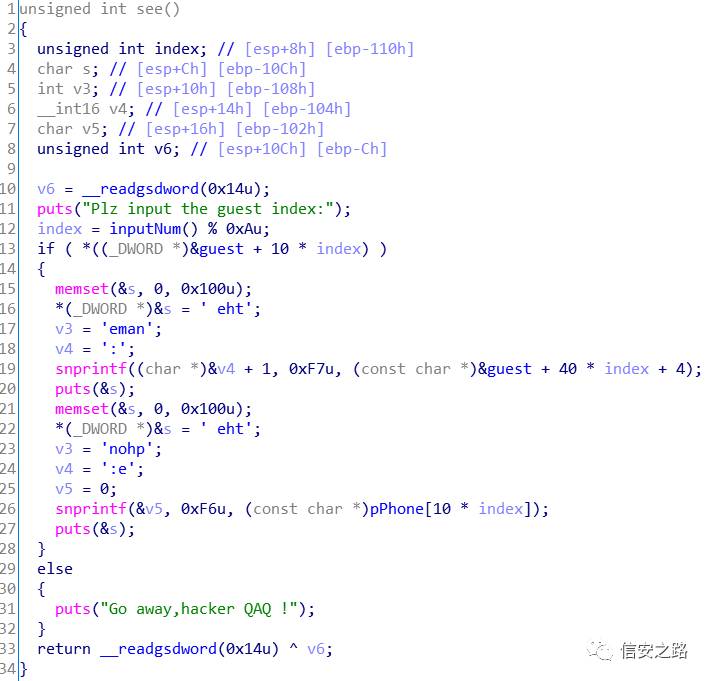 1 unsigned int see()
2 {
3   unsigned int index; // [esp+8h] [ebp-110h]
4   char s; // [esp+Ch] [ebp-10Ch]
5   int v3; // [esp+10h] [ebp-108h]
6   __int16 v4; // [esp+14h] [ebp-104h]
7   char v5; // [esp+16h] [ebp-102h]
8   unsigned int v6; // [esp+10Ch] [ebp-Ch]
9
10   v6 = __readgsdword(0x14u);
11   puts("Plz input the guest index:");
12   index = inputNum() % 0xAu;
13   if ( *((_DWORD *)&guest + 10 * index) )
14   {
15     memset(&s, 0, 0x100u);
16     *(_DWORD *)&s = ' eht';
17     v3 = 'eman';
18     v4 = ':';
19     snprintf((char *)&v4 + 1, 0xF7u, (const char *)&guest + 40 * index + 4);
20     puts(&s);
21     memset(&s, 0, 0x100u);
22     *(_DWORD *)&s = ' eht';
23     v3 = 'nohp';
24     v4 = ':e';
25     v5 = 0;
26     snprintf(&v5, 0xF6u, (const char *)pPhone[10 * index]);
27     puts(&s);
28   }
29   else
30   {
31     puts("Go away,hacker QAQ !");
32   }
33   return __readgsdword(0x14u) ^ v6;
34 }
信安之路